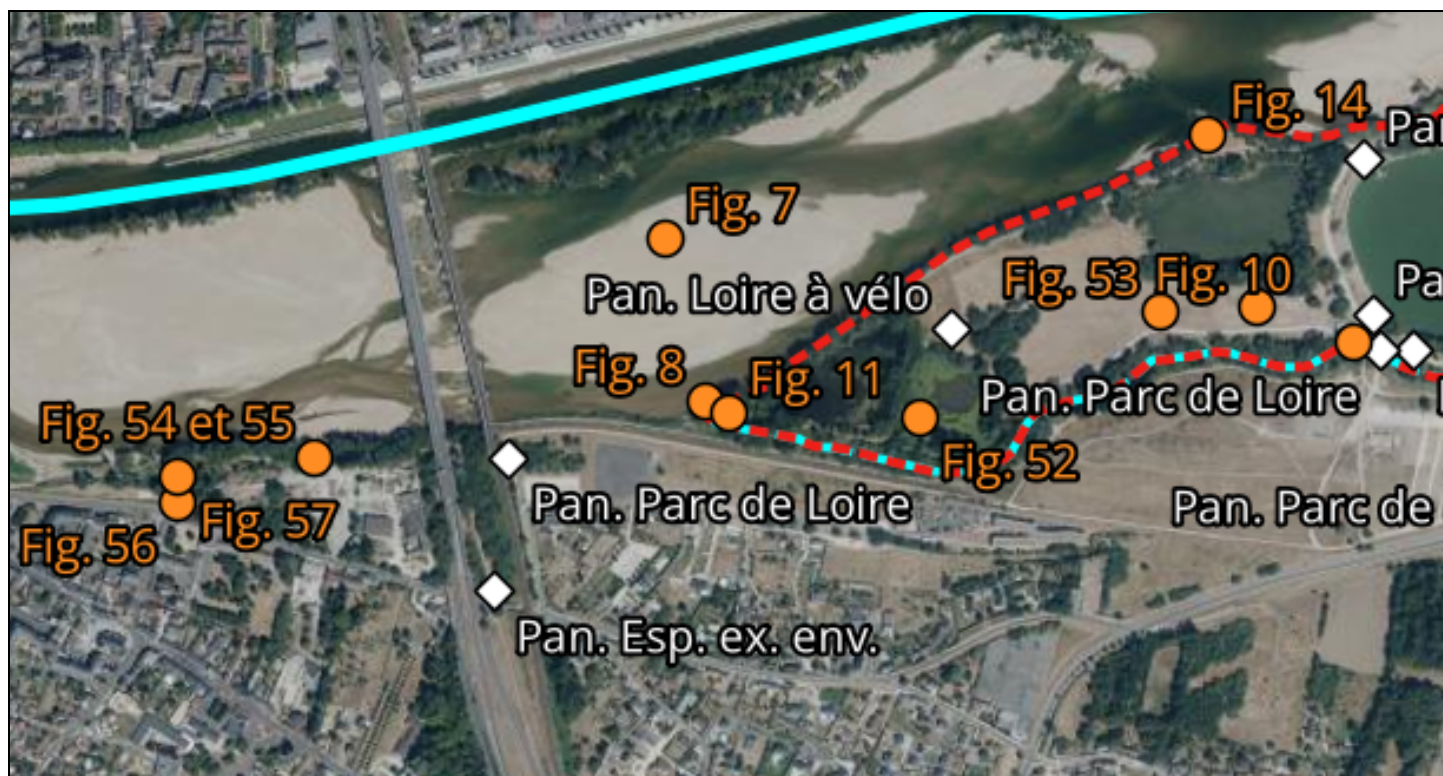 Fig. 14
Pa
Fig. 7
Pan. Loire à vélo
Fig. 53
Fig. 10
Pa
Fig. 8
Fig. 11
Pan. Parc de Loire
Fig. 54 et 55
Fig. 52
Pan. Parc de Loire
Pan. Parc de
Fig. 57
Fig. 56
Pan. Esp. ex. env.